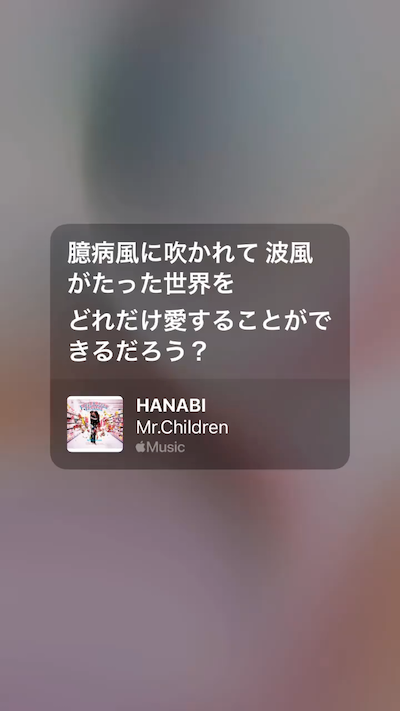 臆病風に吹かれて 波風
がたった世界を
どれだけ愛することがで
きるだろう？
HANABI
Mr.Children
Music